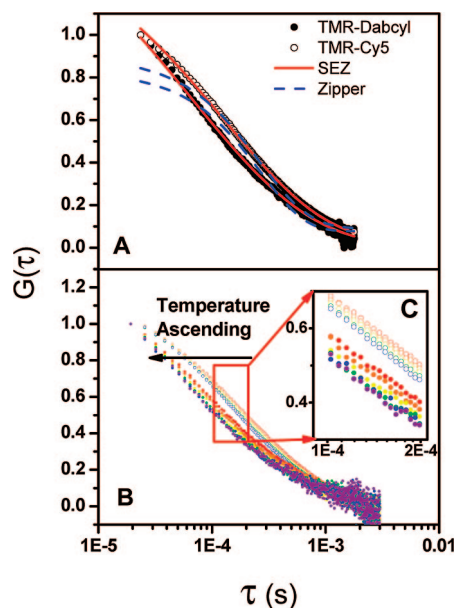 TMR-Dabcyl
TMR-Cy5
SEZ
Zipper
1.0
0.8
0.6
0.4
0.2
0.0
A
G(τ)
1.2
1.0
0.8
0.6
0.4
0.2
0.0
B
Temperature
Ascending
C
0.6
0.4
1E-4
2E-4
1E-5
1E-4
1E-3
0.01
τ (s)